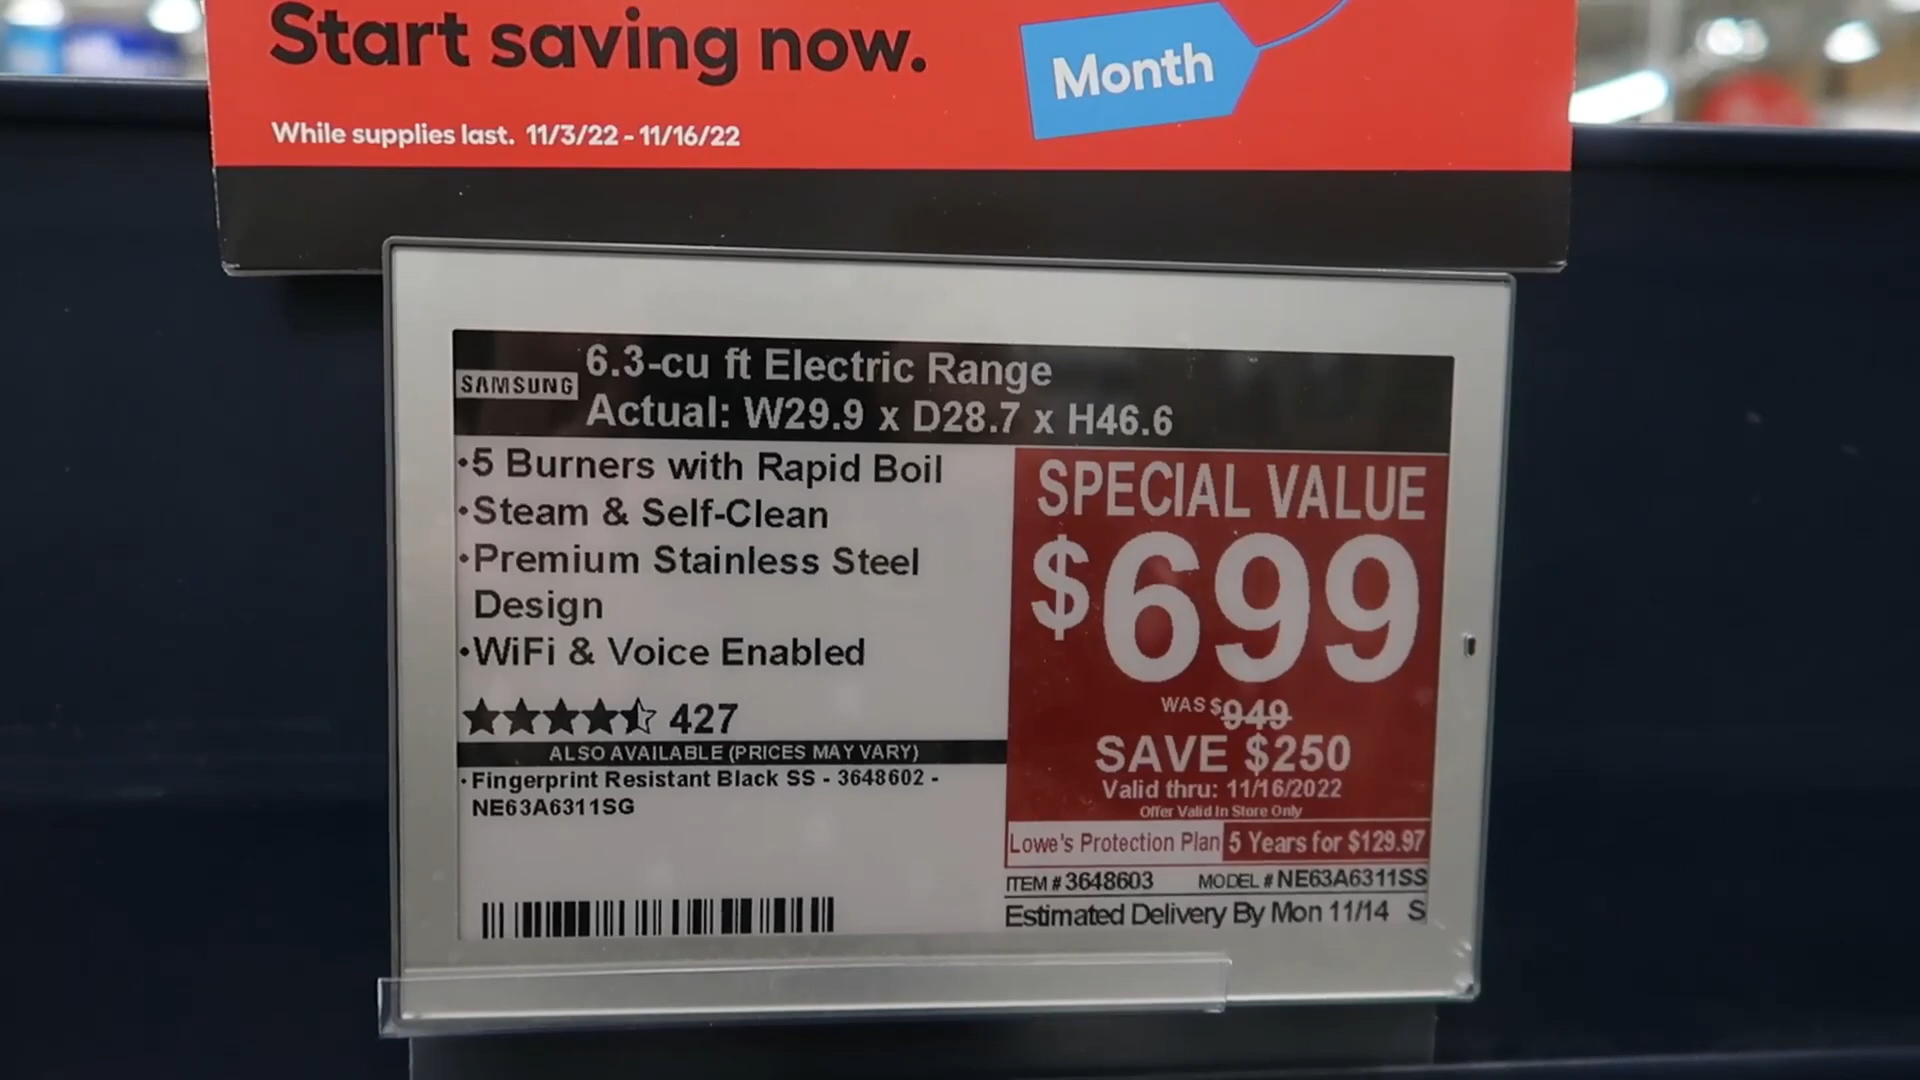 Start saving now.
Month
While supplies last. 11/3/22 - 11/16/22
SAMSUNG
6.3-cu ft Electric Range
Actual: W29.9 x D28.7 x H46.6
•5 Burners with Rapid Boil
•Steam & Self-Clean
•Premium Stainless Steel
Design
•WiFi & Voice Enabled
427
ALSO AVAILABLE (PRICES MAY VARY)
• Fingerprint Resistant Black SS - 3648602 -
NE63A6311SG
SPECIAL VALUE
$699
WAS $949
SAVE $250
Valid thru: 11/16/2022
Offer Valid In Store Only
Lowe's Protection Plan 5 Years for $129.97
ITEM # 3648603 MODEL # NE63A6311SS
Estimated Delivery By Mon 11/14 S